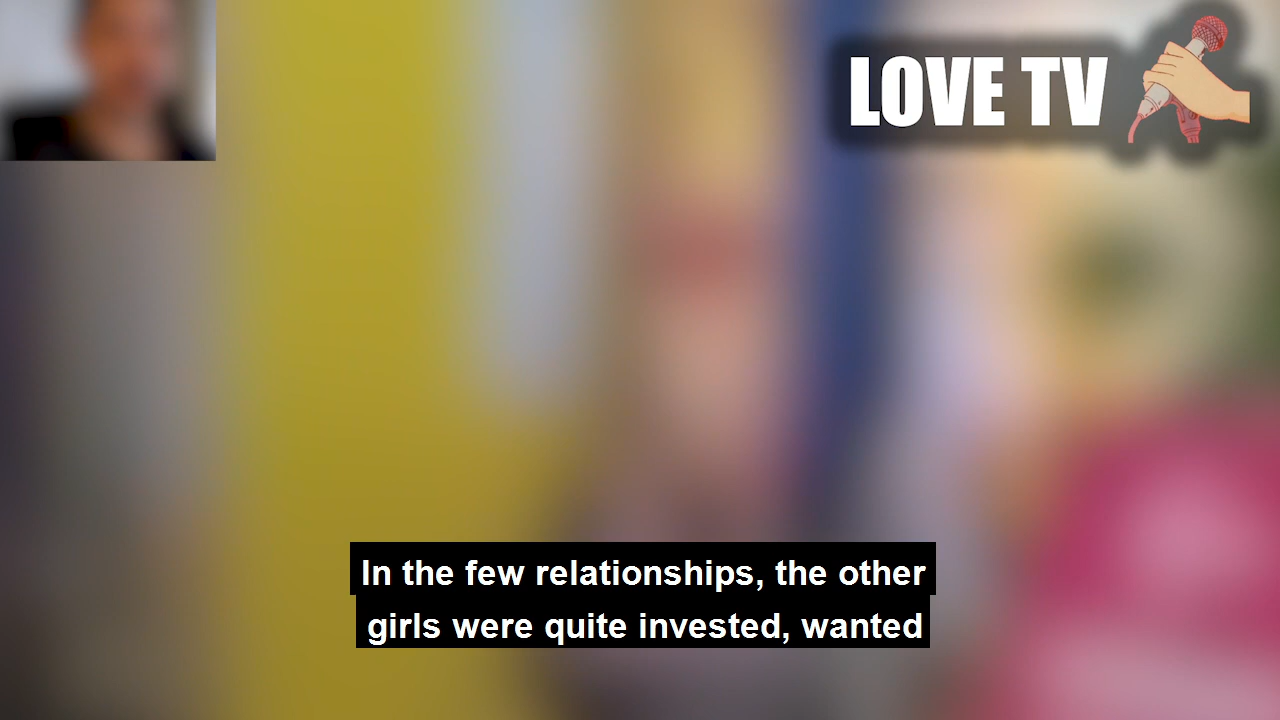 LOVE TV
In the few relationships, the other
girls were quite invested, wanted